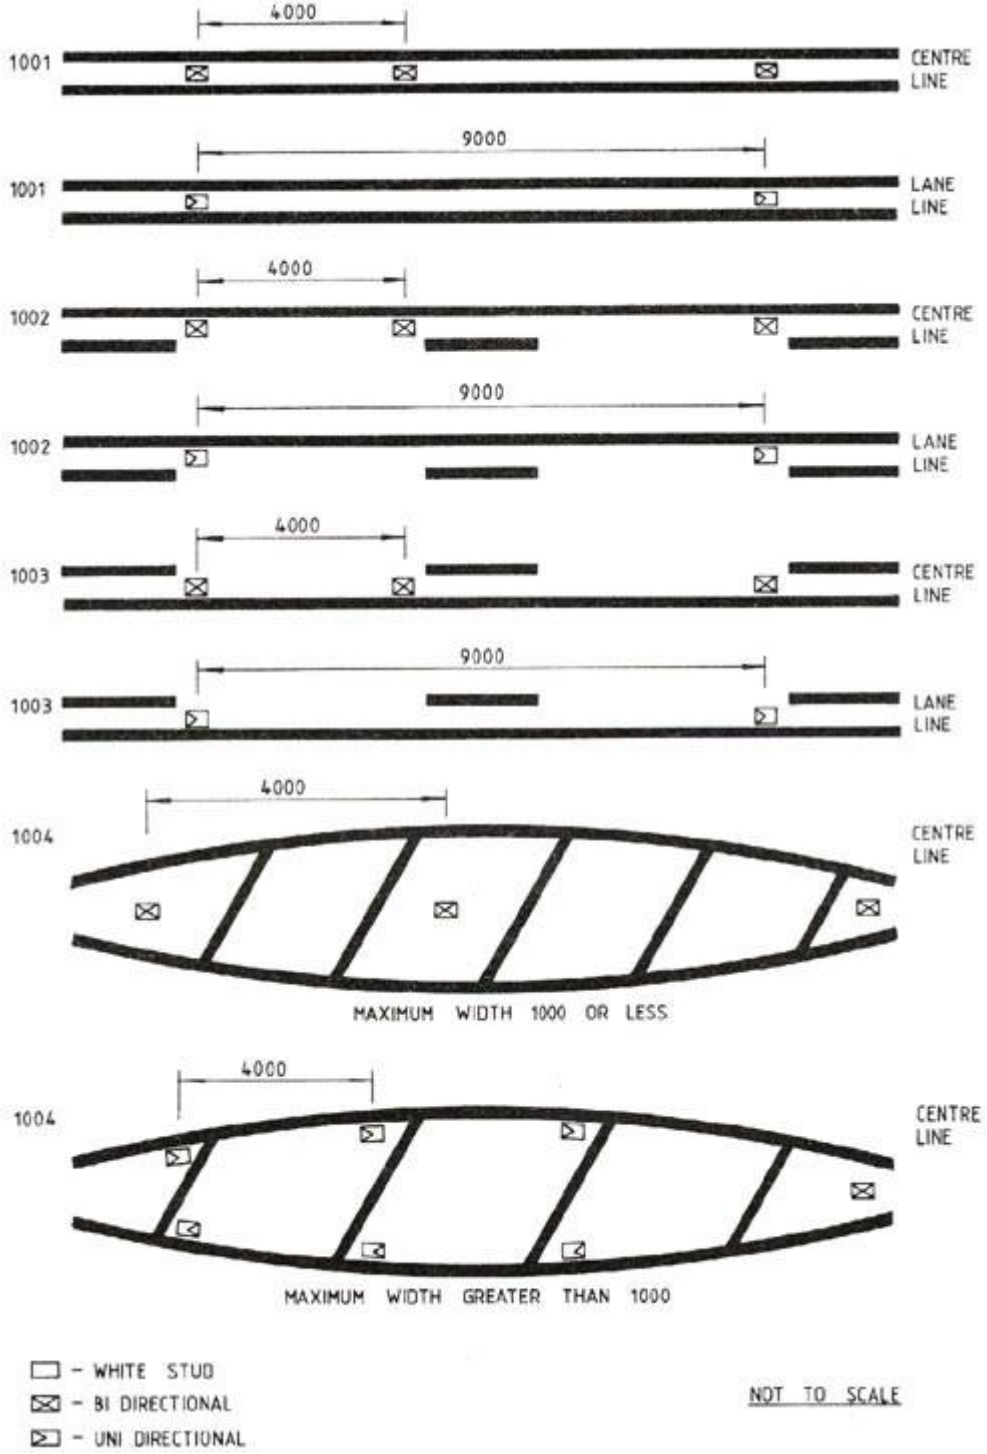 4000
1001 CENTRE
LINE
9000
1001 LANE
LINE
4000
1002 CENTRE
LINE
9000
1002 LANE
LINE
4000
1003 CENTRE
LINE
9000
1003 LANE
LINE
4000
1004 CENTRE
LINE
MAXIMUM WIDTH 1000 OR LESS
4000
1004 CENTRE
LINE
MAXIMUM WIDTH GREATER THAN 1000
- WHITE STUD
- BI DIRECTIONAL
- UNI DIRECTIONAL
NOT TO SCALE